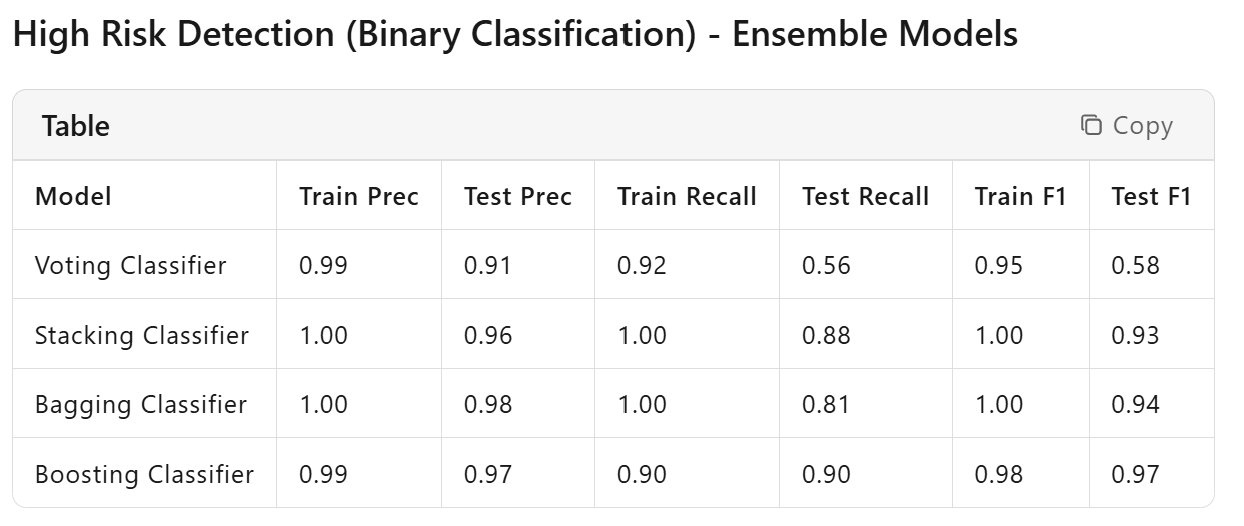 High Risk Detection (Binary Classification) - Ensemble Models
Table
Copy
Model Train Prec Test Prec Train Recall Test Recall Train F1 Test F1
Voting Classifier 0.99 0.91 0.92 0.56 0.95 0.58
Stacking Classifier 1.00 0.96 1.00 0.88 1.00 0.93
Bagging Classifier 1.00 0.98 1.00 0.81 1.00 0.94
Boosting Classifier 0.99 0.97 0.90 0.90 0.98 0.97